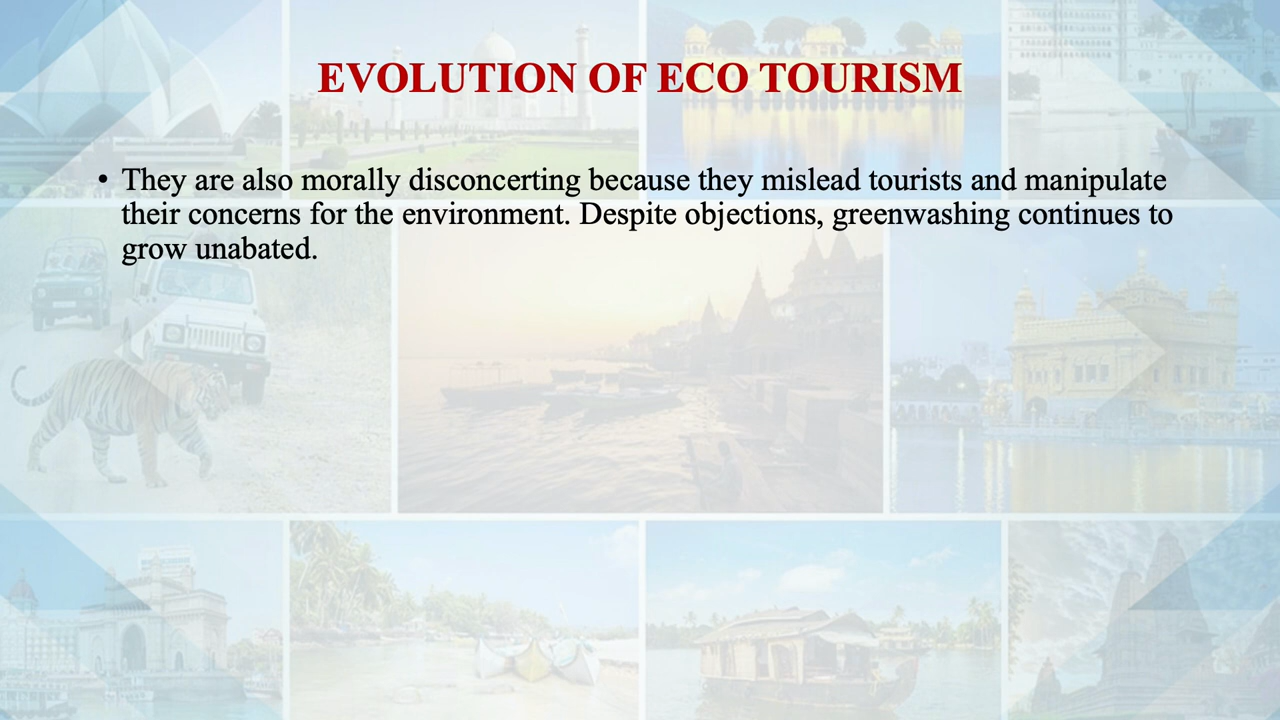 EVOLUTION OF ECO TOURISM
• They are also morally disconcerting because they mislead tourists and manipulate
their concerns for the environment. Despite objections, greenwashing continues to
grow unabated.